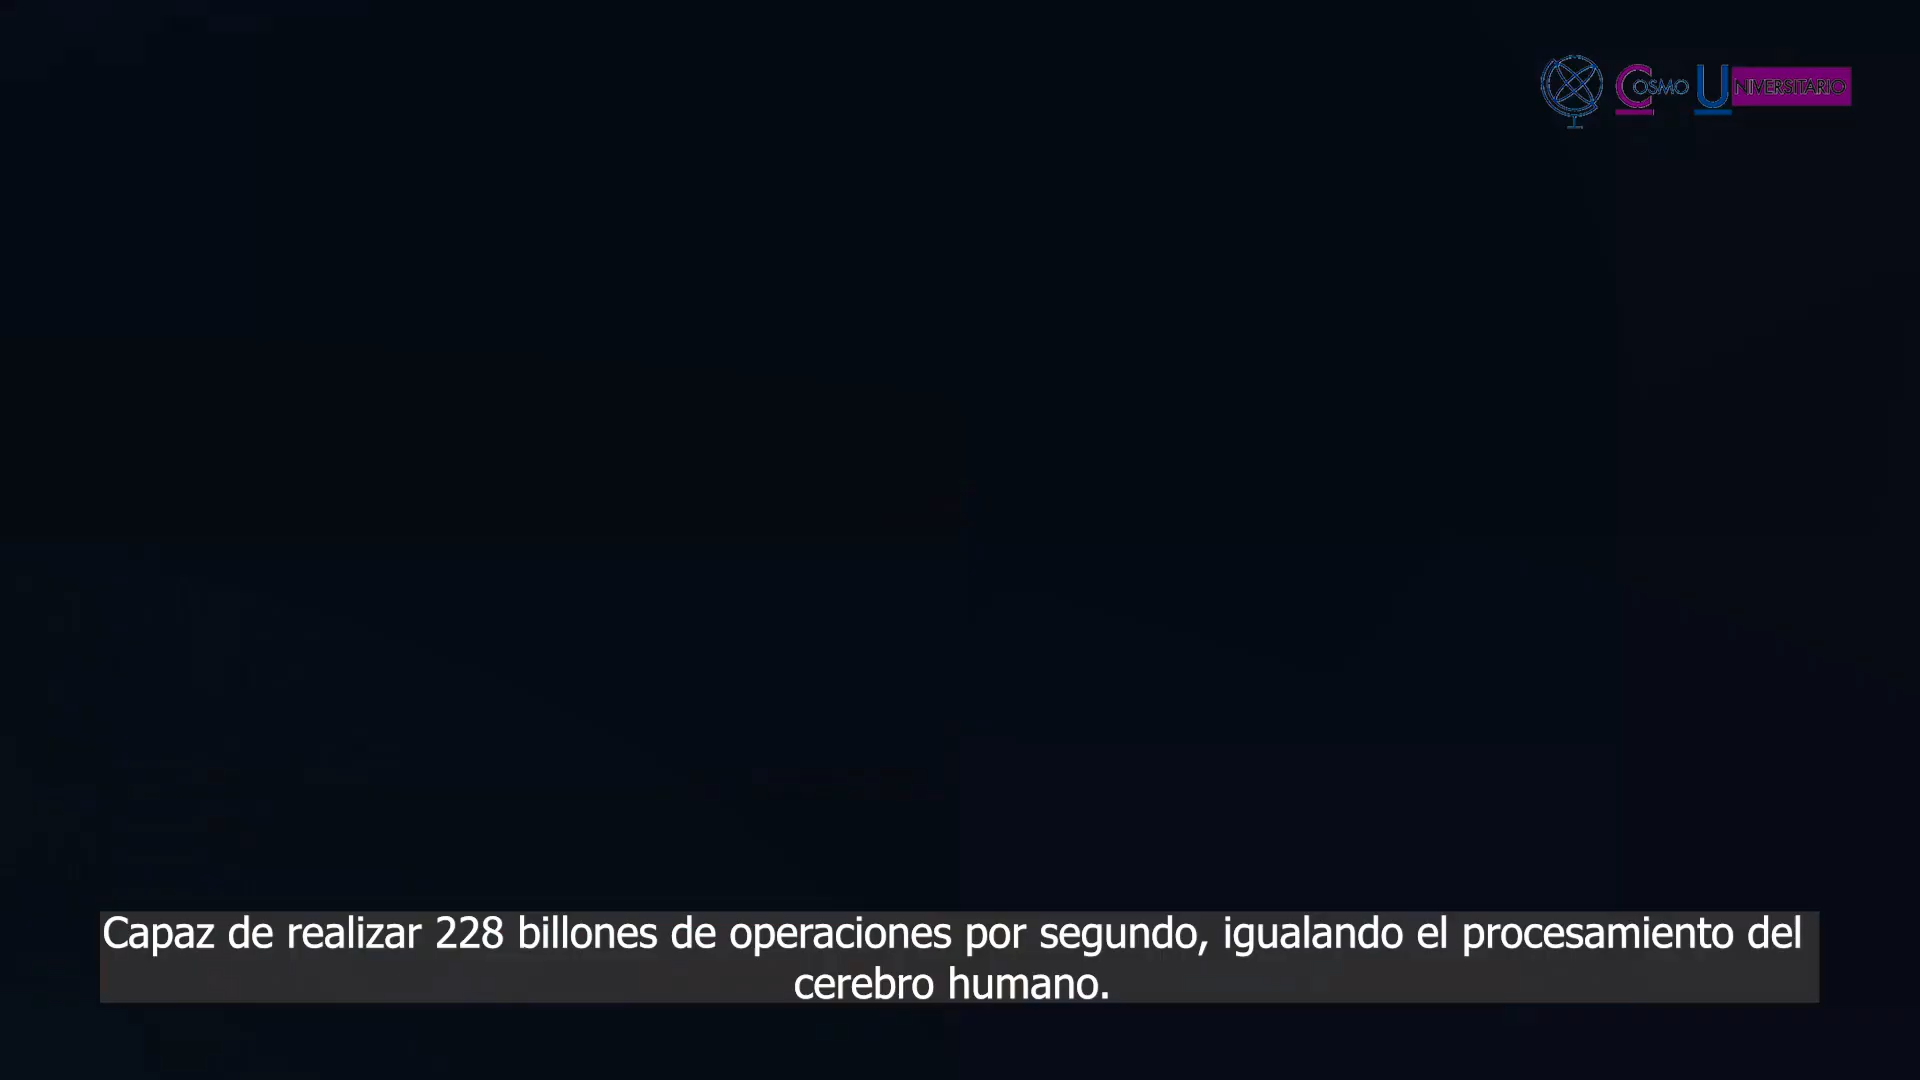 COSMO UNIVERSITARIO
Capaz de realizar 228 billones de operaciones por segundo, igualando el procesamiento del
cerebro humano.